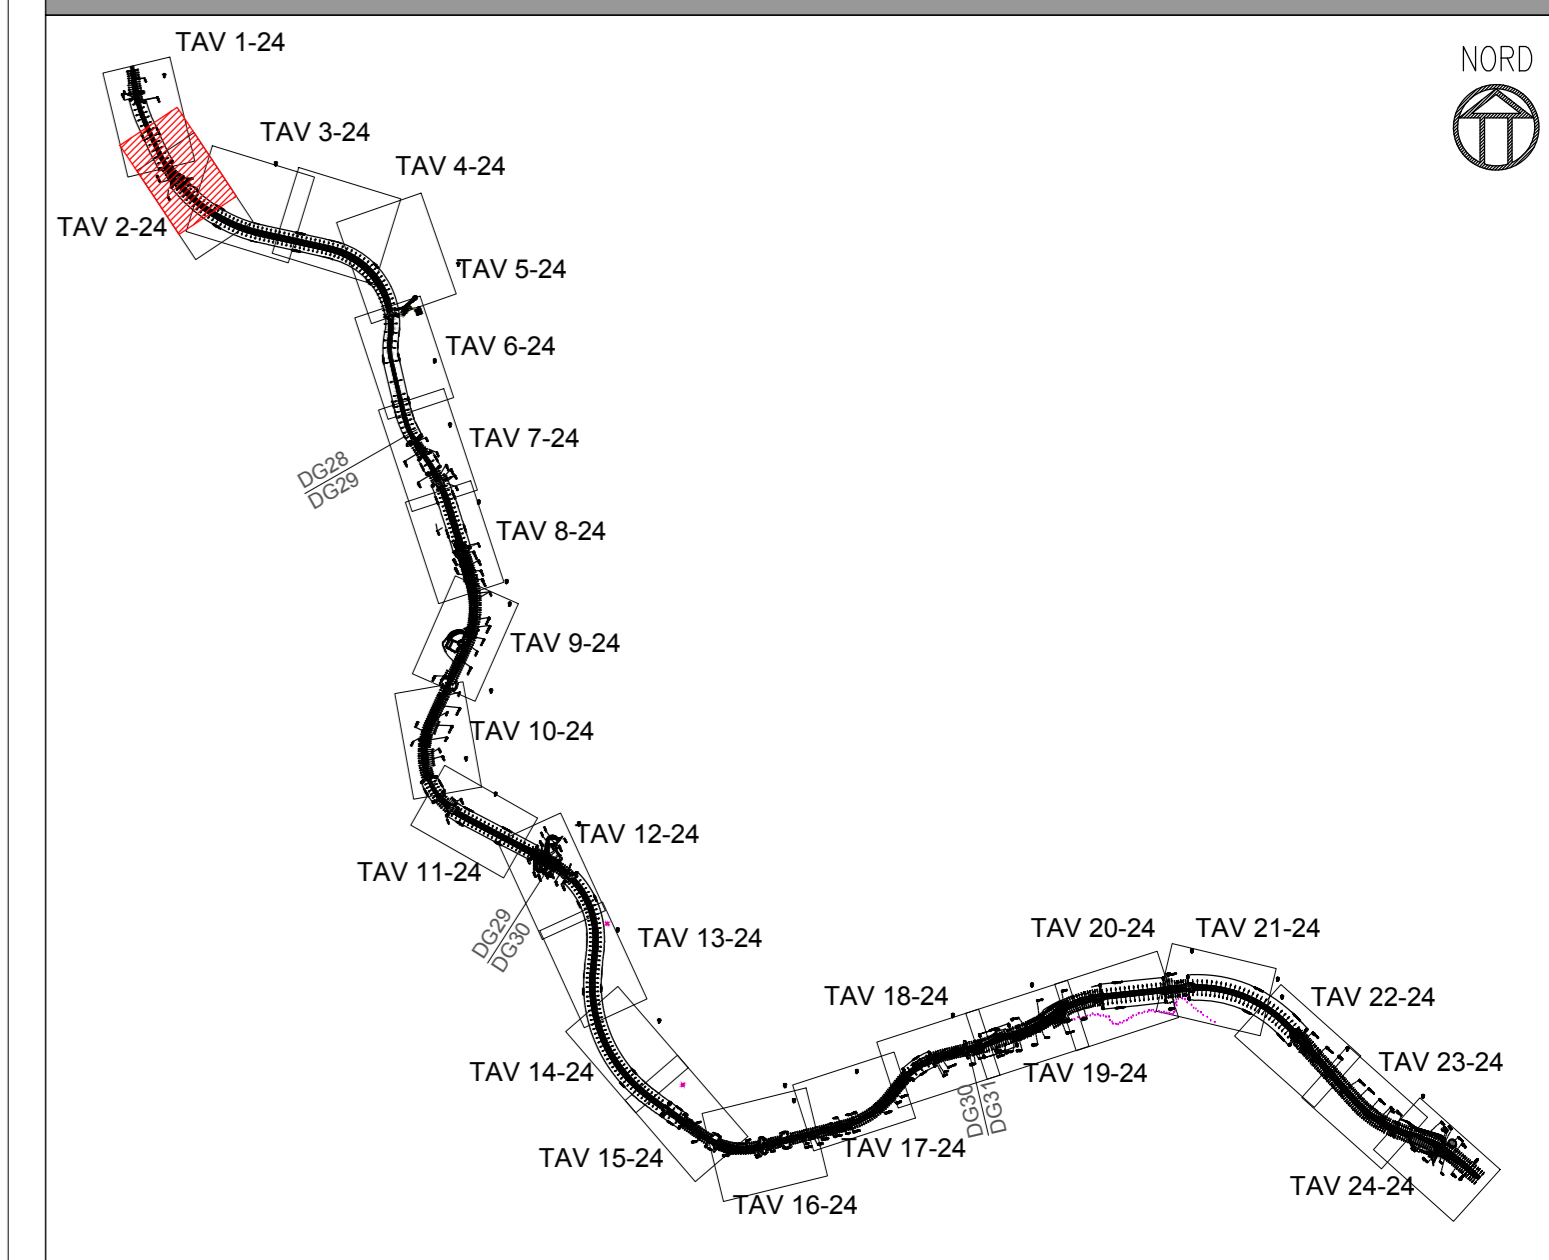 TAV 1-24
NORD
TAV 3-24
TAV 4-24
TAV 2-24
TAV 5-24
TAV 6-24
TAV 7-24
DG28
DG29
TAV 8-24
TAV 9-24
TAV 10-24
TAV 12-24
TAV 11-24
DG29
DG30
TAV 13-24
TAV 20-24
TAV 21-24
TAV 18-24
TAV 22-24
TAV 14-24
TAV 19-24
TAV 23-24
DG30
DG31
TAV 15-24
TAV 17-24
TAV 24-24
TAV 16-24